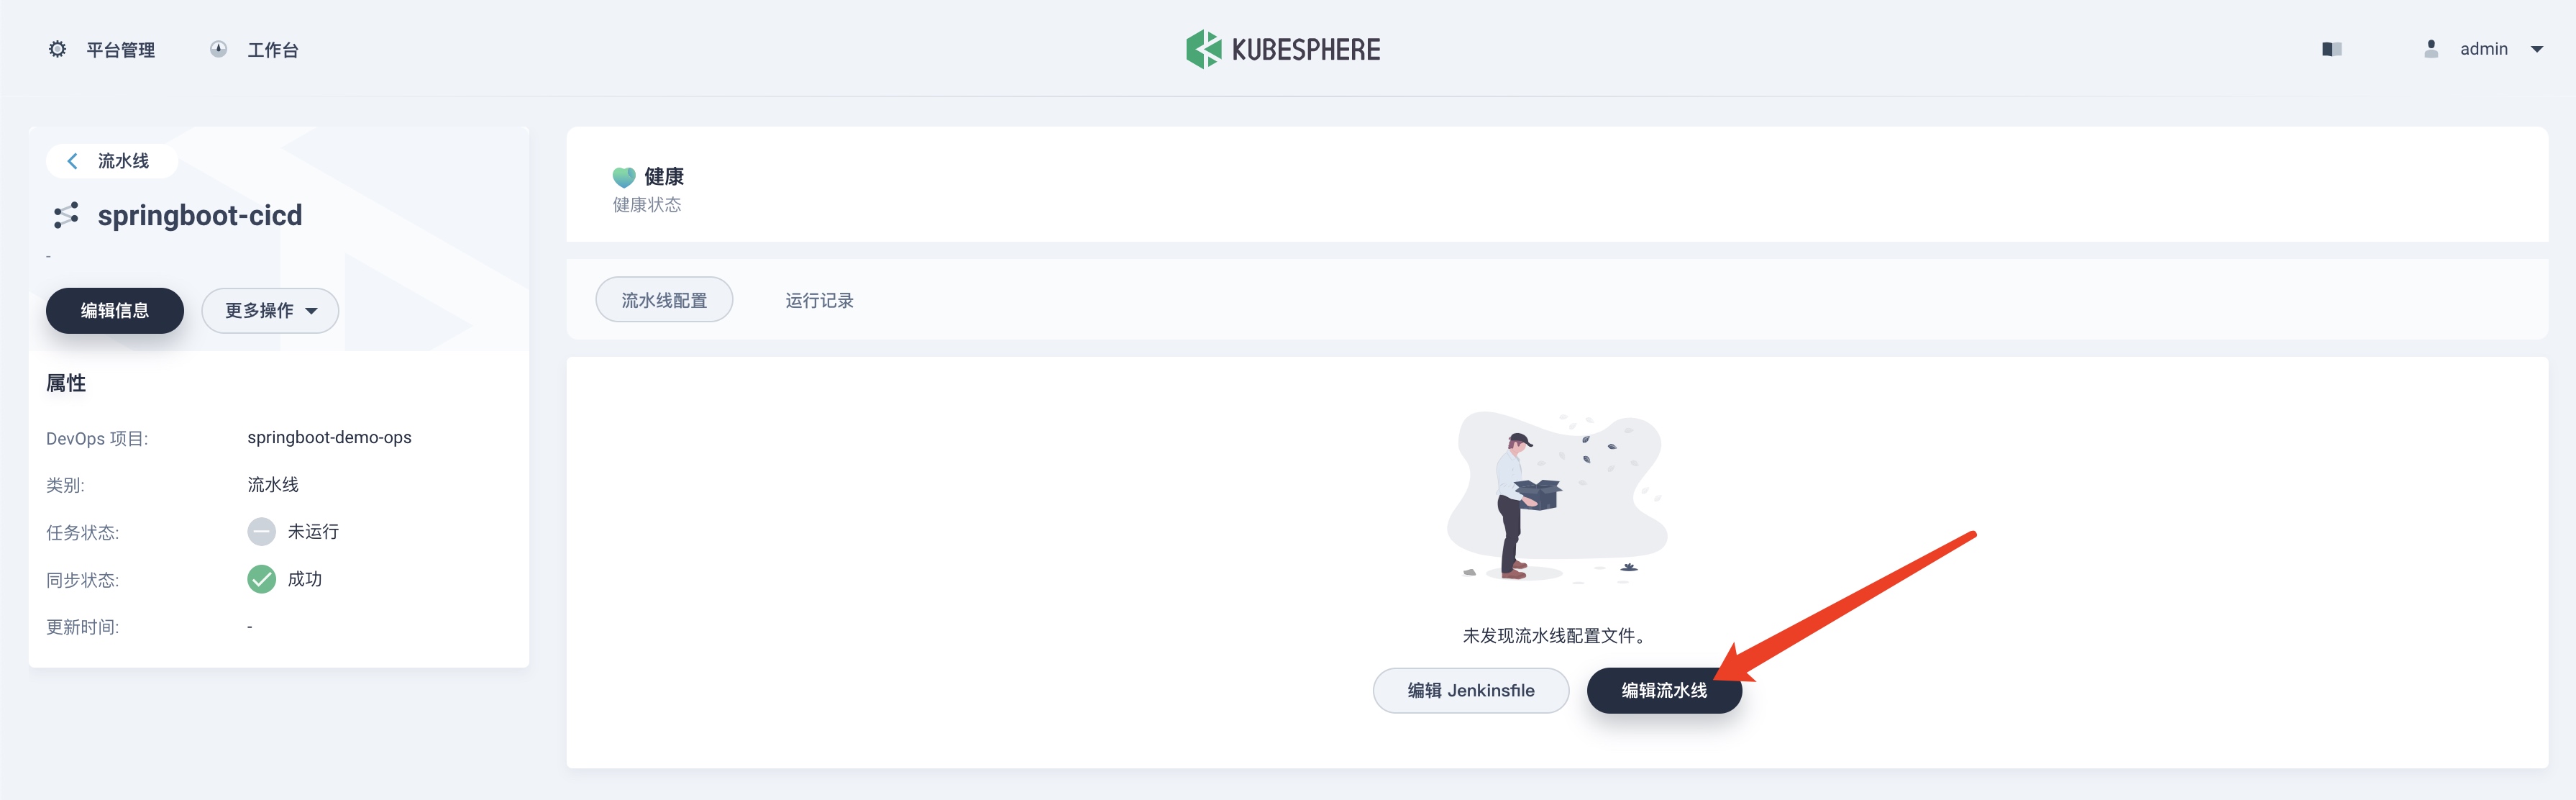 平台管理
工作台
KUBESPHERE
admin
流水线
springboot-cicd
-
编辑信息
更多操作
属性
DevOps 项目:
springboot-demo-ops
类别:
流水线
任务状态:
未运行
同步状态:
成功
更新时间:
-
健康
健康状态
流水线配置
运行记录
未发现流水线配置文件。
编辑 Jenkinsfile
编辑流水线